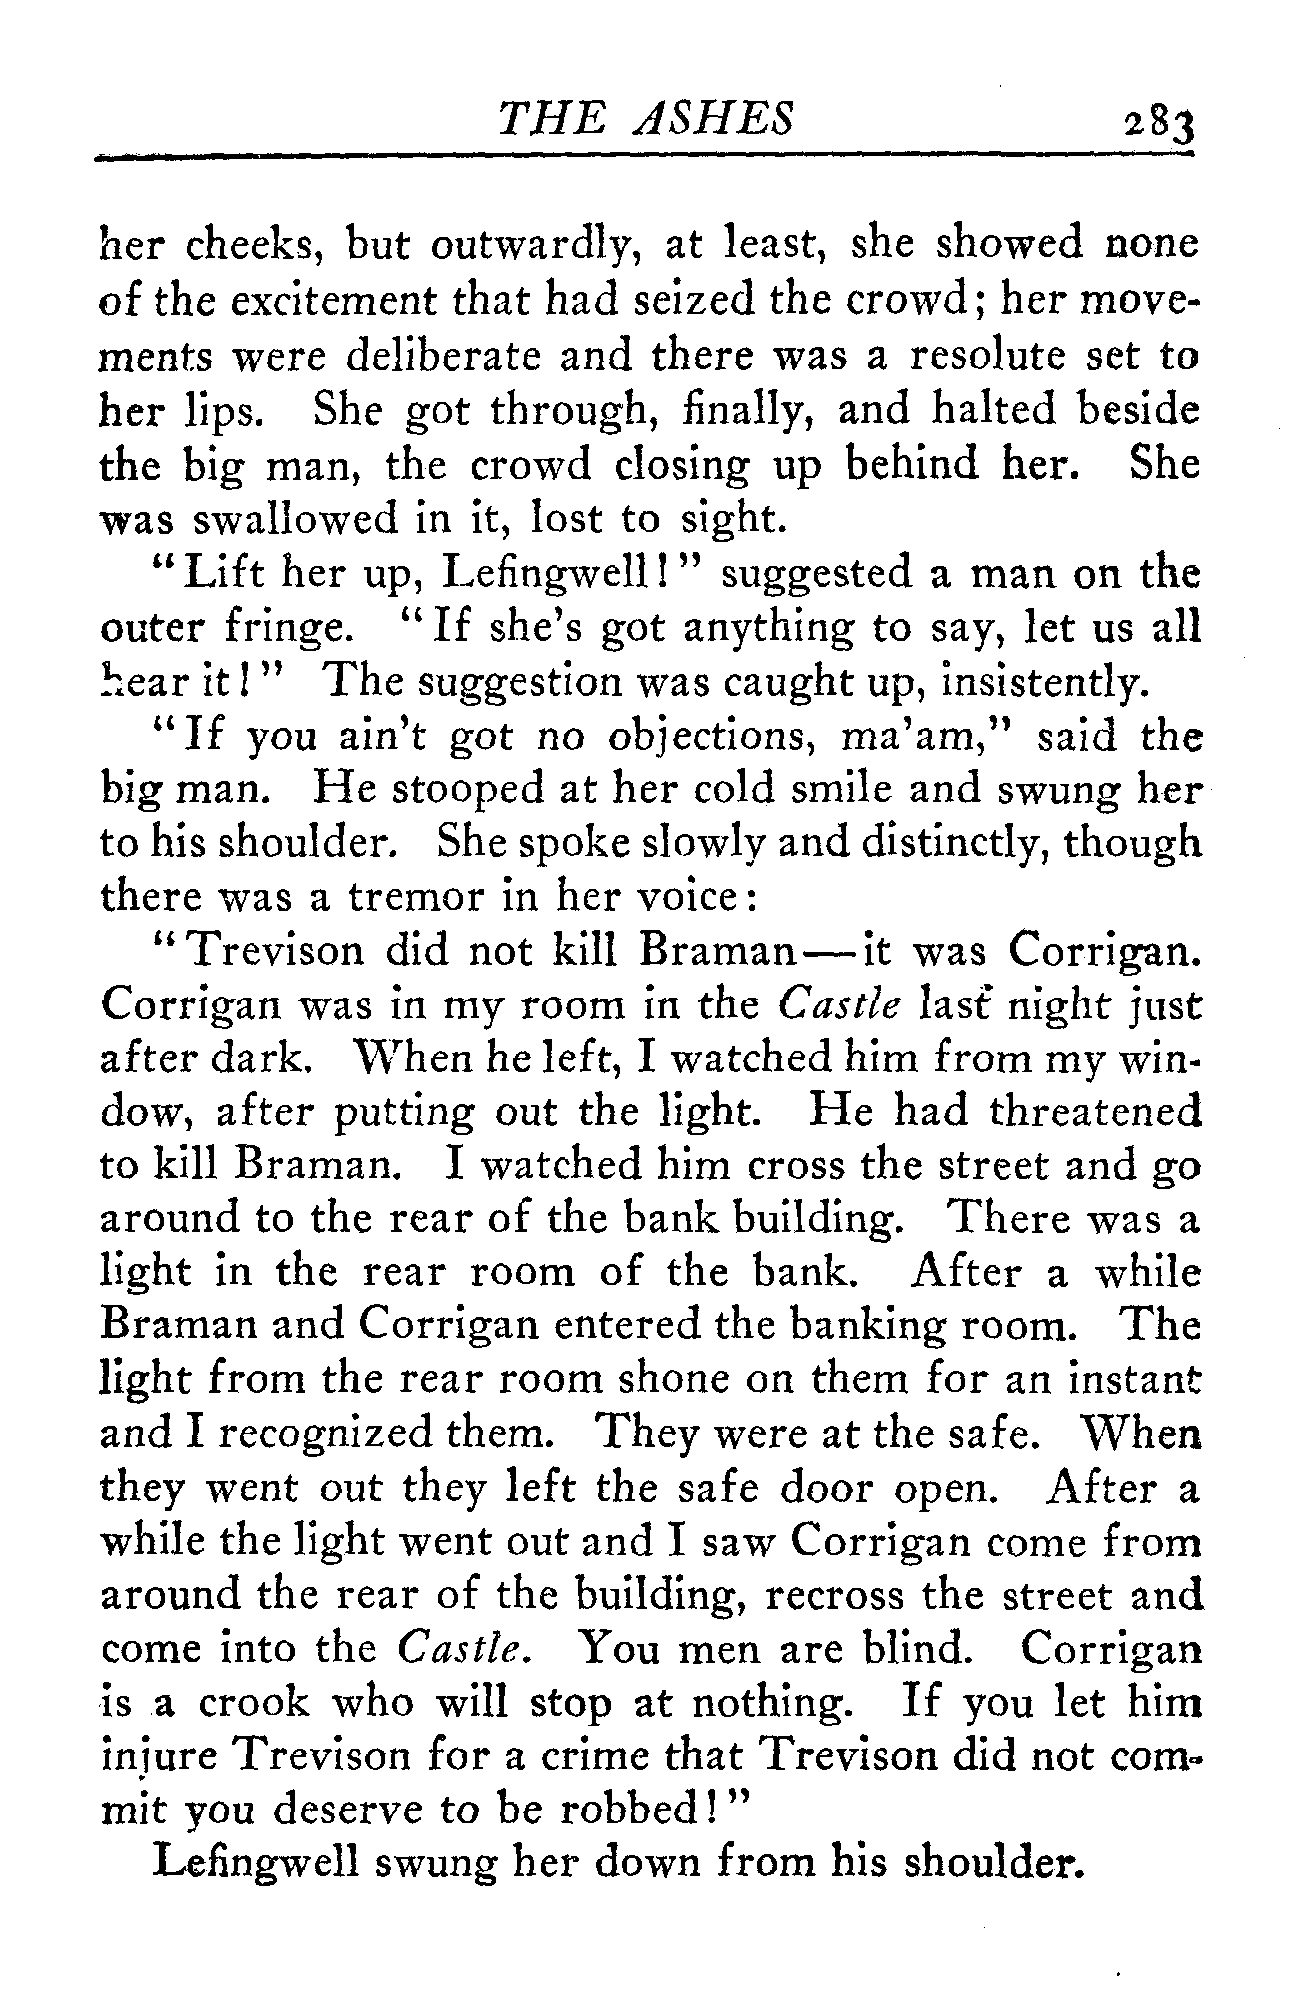 THE ASHES 283
her cheeks, but outwardly, at least, she showed none
of the excitement that had seized the crowd; her move-
ments were deliberate and there was a resolute set to
her lips. She got through, finally, and halted beside
the big man, the crowd closing up behind her. She
was swallowed in it, lost to sight.
"Lift her up, Lefingwell!" suggested a man on the
outer fringe. "If she's got anything to say, let us all
hear it!" The suggestion was caught up, insistently.
"If you ain't got no objections, ma'am," said the
big man. He stooped at her cold smile and swung her
to his shoulder. She spoke slowly and distinctly, though
there was a tremor in her voice:
"Trevison did not kill Braman—it was Corrigan.
Corrigan was in my room in the Castle last night just
after dark. When he left, I watched him from my win-
dow, after putting out the light. He had threatened
to kill Braman. I watched him cross the street and go
around to the rear of the bank building. There was a
light in the rear room of the bank. After a while
Braman and Corrigan entered the banking room. The
light from the rear room shone on them for an instant
and I recognized them. They were at the safe. When
they went out they left the safe door open. After a
while the light went out and I saw Corrigan come from
around the rear of the building, recross the street and
come into the Castle. You men are blind. Corrigan
is a crook who will stop at nothing. If you let him
injure Trevison for a crime that Trevison did not com-
mit you deserve to be robbed!"
Lefingwell swung her down from his shoulder.